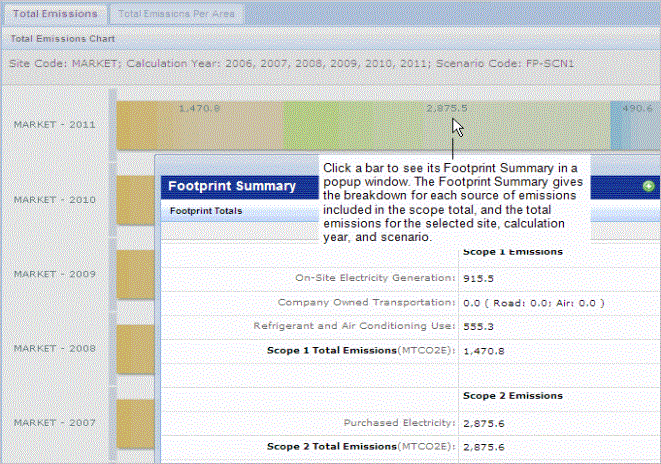 Total Emissions
Total Emissions Per Area
Total Emissions Chart
Site Code: MARKET; Calculation Year: 2006, 2007, 2008, 2009, 2010, 2011; Scenario Code: FP-SCN1
MARKET - 2011
1,470.8
2,875.5
490.6
Click a bar to see its Footprint Summary in a
popup window. The Footprint Summary gives
the breakdown for each source of emissions
included in the scope total, and the total
emissions for the selected site, calculation
year, and scenario.
MARKET - 2010
MARKET - 2009
MARKET - 2008
MARKET - 2007
Footprint Summary
Footprint Totals
Scope 1 Emissions
On-Site Electricity Generation: 915.5
Company Owned Transportation: 0.0 ( Road: 0.0; Air: 0.0 )
Refrigerant and Air Conditioning Use: 555.3
Scope 1 Total Emissions(MTCO2E): 1,470.8
Scope 2 Emissions
Purchased Electricity: 2,875.6
Scope 2 Total Emissions(MTCO2E): 2,875.6